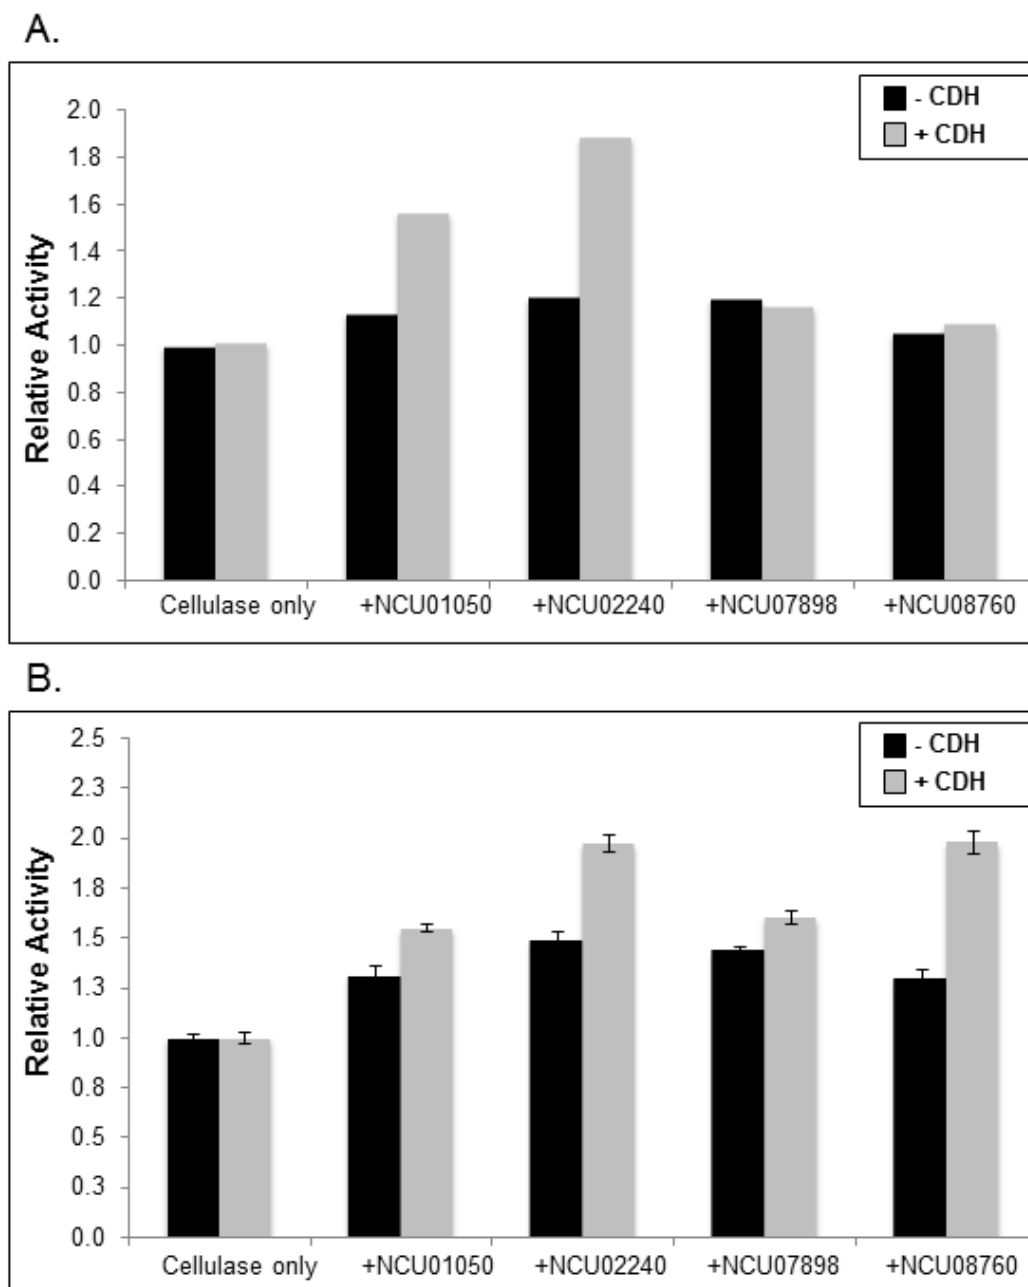 A.
- CDH
+ CDH
Relative Activity
2.0
1.8
1.6
1.4
1.2
1.0
0.8
0.6
0.4
0.2
0.0
Cellulase only +NCU01050 +NCU02240 +NCU07898 +NCU08760
B.
- CDH
+ CDH
Relative Activity
2.5
2.3
2.0
1.8
1.5
1.3
1.0
0.8
0.5
0.3
0.0
Cellulase only +NCU01050 +NCU02240 +NCU07898 +NCU08760